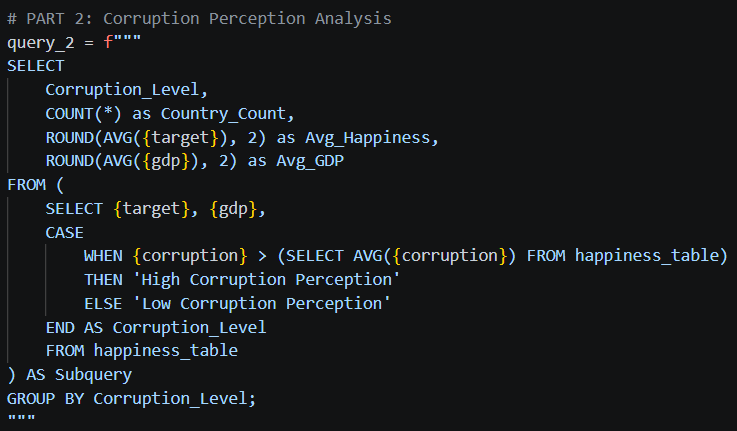 # PART 2: Corruption Perception Analysis
query_2 = f"""
SELECT
    Corruption_Level,
    COUNT(*) as Country_Count,
    ROUND(AVG({target}), 2) as Avg_Happiness,
    ROUND(AVG({gdp}), 2) as Avg_GDP
FROM (
    SELECT {target}, {gdp},
    CASE
        WHEN {corruption} > (SELECT AVG({corruption}) FROM happiness_table)
        THEN 'High Corruption Perception'
        ELSE 'Low Corruption Perception'
    END AS Corruption_Level
    FROM happiness_table
) AS Subquery
GROUP BY Corruption_Level;
"""